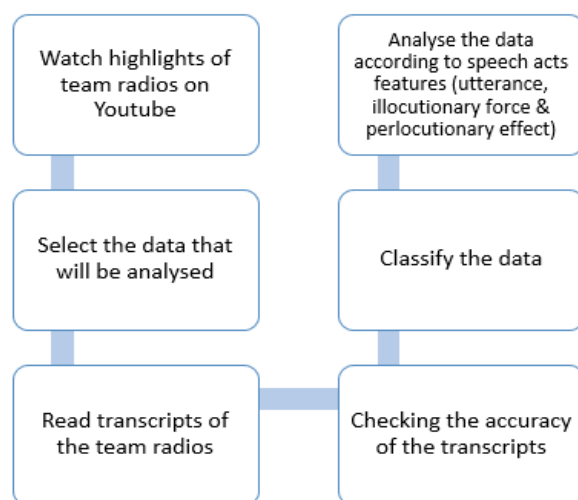 Watch highlights of
team radios on
Youtube
Select the data that
will be analysed
Read transcripts of
the team radios
Checking the accuracy
of the transcripts
Classify the data
Analyse the data
according to speech acts
features (utterance,
illocutionary force &
perlocutionary effect)